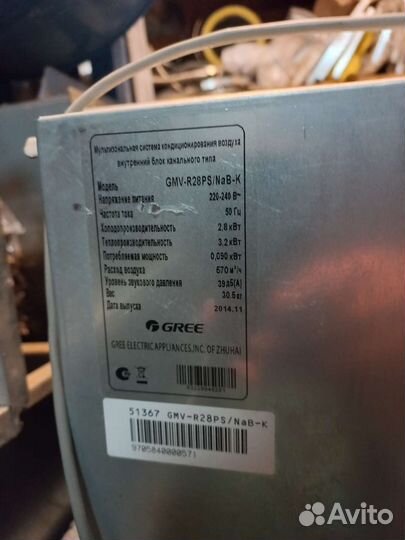 Мультизональная система кондиционирования воздуха
внутренний блок канального типа
Модель GMV-R28PS/NaB-K
Напряжение питания 220-240 В~
Частота тока 50 Гц
Холодопроизводительность 2,8 кВт
Теплопроизводительность 3,2 кВт
Потребляемая мощность 0,090 кВт
Расход воздуха 670 м³/ч
Уровень звукового давления 39 дБ(A)
Вес 30.5 кг
Дата выпуска 2014.11
GREE
GREE ELECTRIC APPLIANCES,INC. OF ZHUHAI
51367 GMV-R28PS/NaB-K
9705840000571
Avito